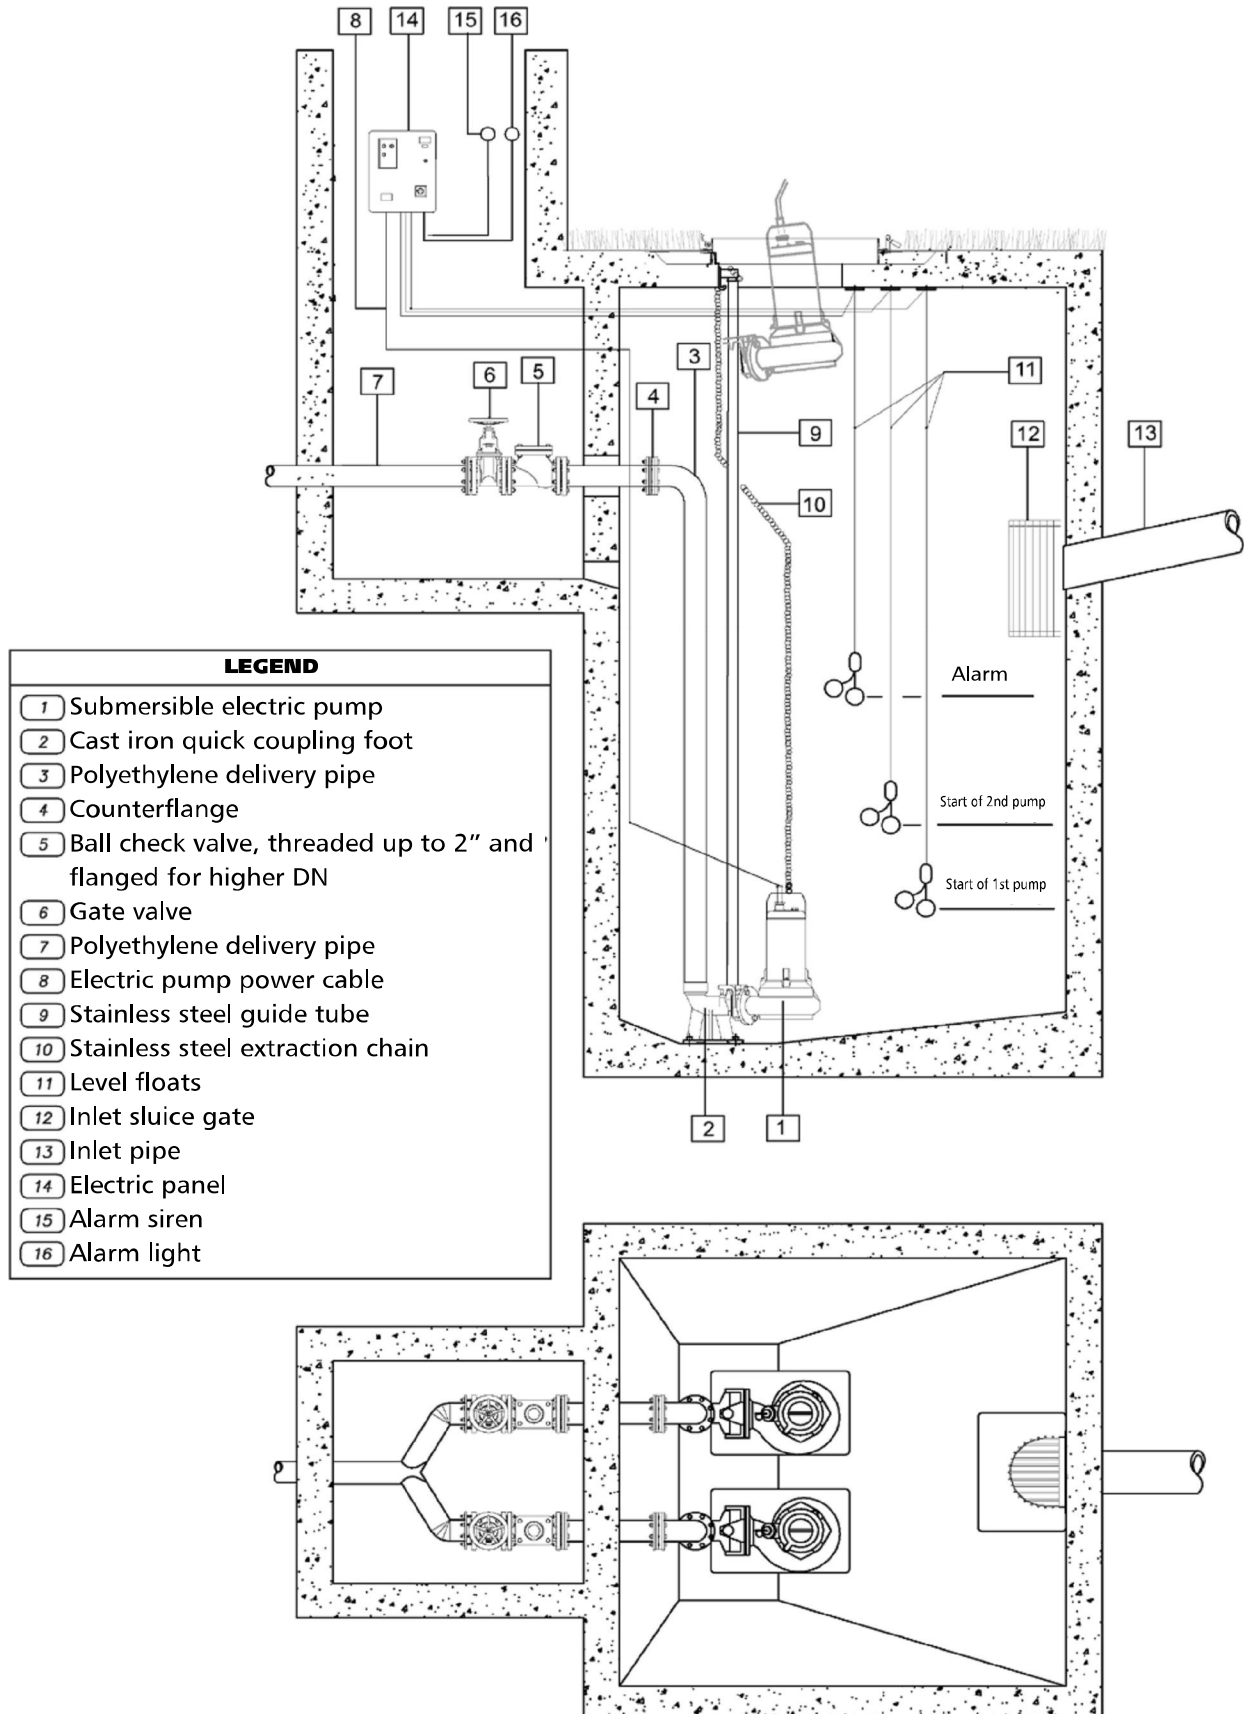 8 14 15 16
3
7 6 5 4 9 11
12 13
10
Alarm
Start of 2nd pump
Start of 1st pump
2 1
LEGEND
1 Submersible electric pump
2 Cast iron quick coupling foot
3 Polyethylene delivery pipe
4 Counterflange
5 Ball check valve, threaded up to 2” and
flanged for higher DN
6 Gate valve
7 Polyethylene delivery pipe
8 Electric pump power cable
9 Stainless steel guide tube
10 Stainless steel extraction chain
11 Level floats
12 Inlet sluice gate
13 Inlet pipe
14 Electric panel
15 Alarm siren
16 Alarm light